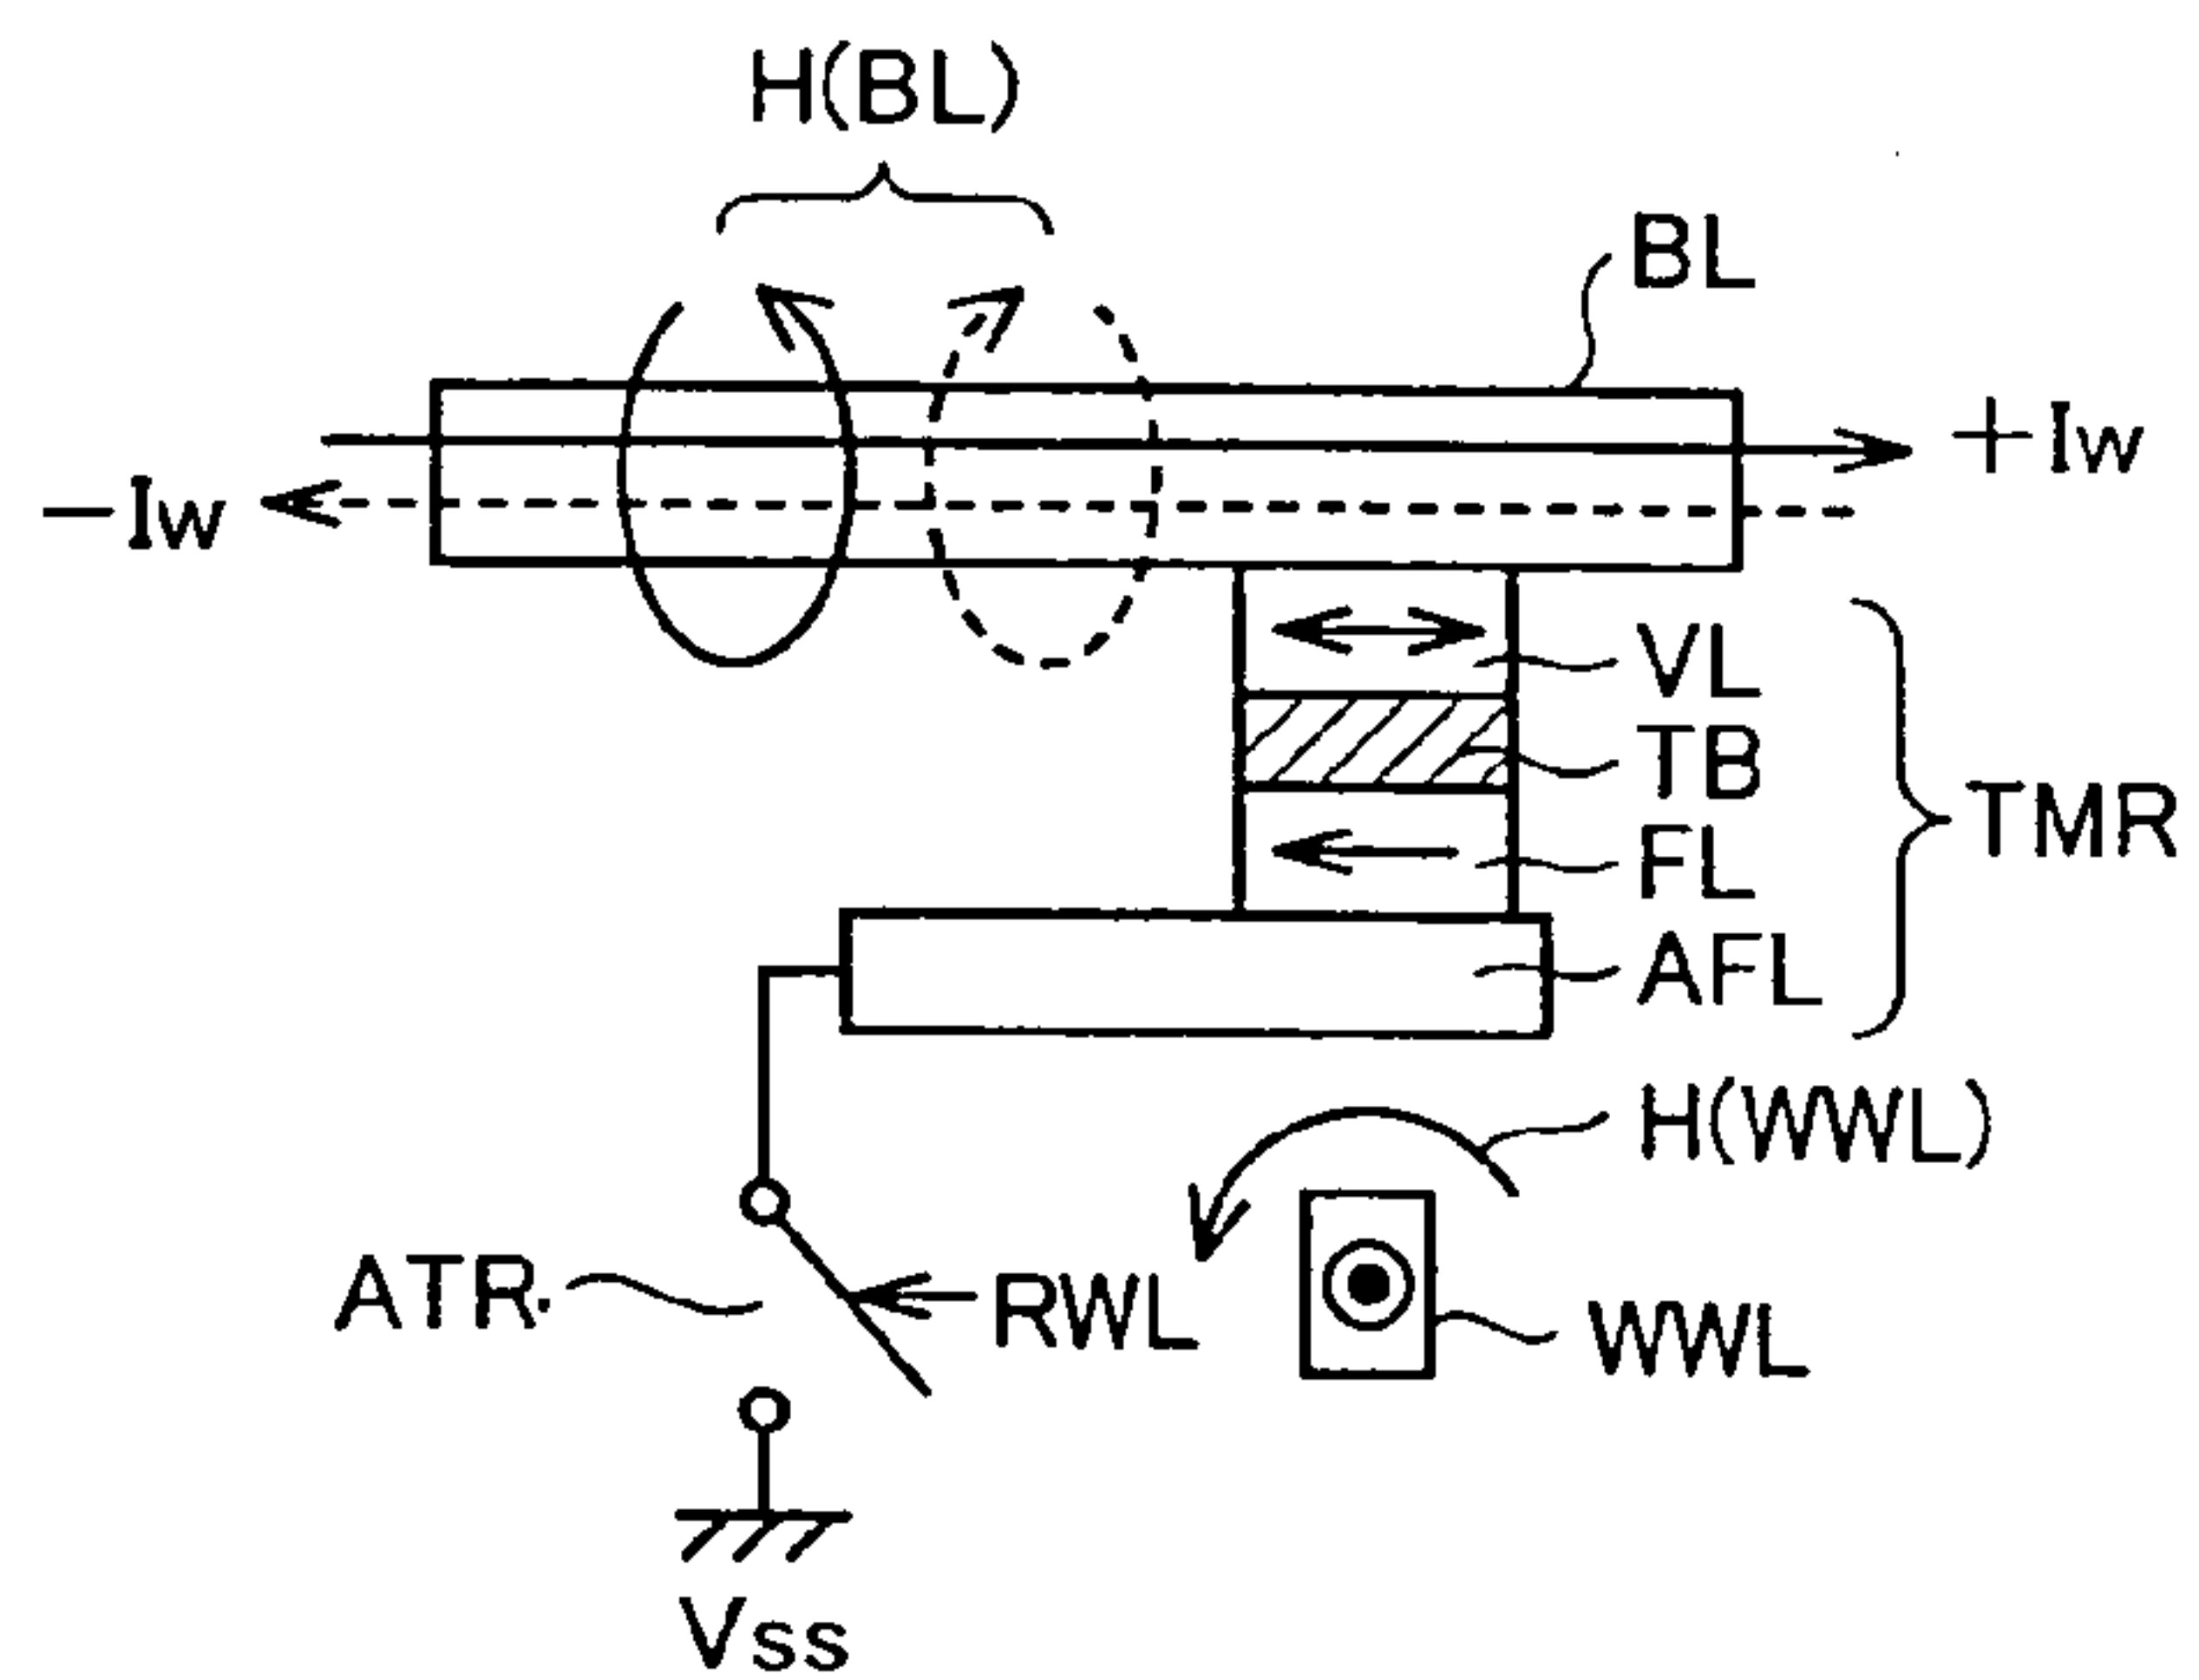 H(BL)
BL
+Iw
−Iw
VL
TB
TMR
FL
AFL
H(WWL)
ATR
RWL
WWL
Vss